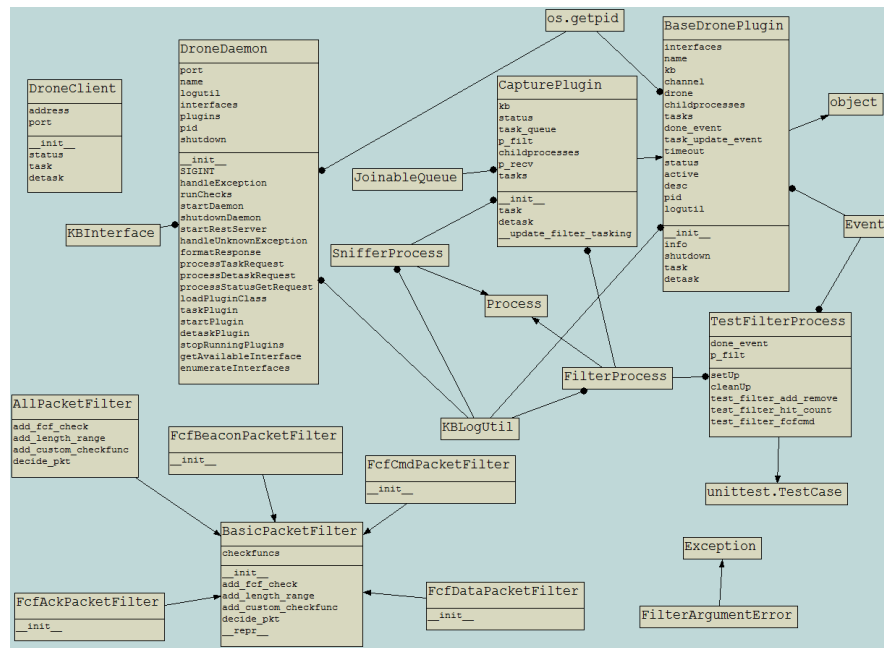 os.getpid
DroneDaemon
port
name
logutil
interfaces
plugins
pid
shutdown
__init__
SIGINT
handleException
runChecks
startDaemon
shutdownDaemon
startRestServer
handleUnknownException
formatResponse
processTaskRequest
processDetaskRequest
processStatusGetRequest
loadPluginClass
taskPlugin
startPlugin
detaskPlugin
stopRunningPlugins
getAvailableInterface
enumerateInterfaces
BaseDronePlugin
interfaces
name
kb
channel
drone
childprocesses
tasks
done_event
task_update_event
timeout
status
active
desc
pid
logutil
__init__
info
shutdown
task
detask
DroneClient
address
port
__init__
status
task
detask
CapturePlugin
kb
status
task_queue
p_filt
childprocesses
p_recv
tasks
__init__
task
detask
__update_filter_tasking
object
JoinableQueue
KBInterface
Event
SnifferProcess
Process
TestFilterProcess
done_event
p_filt
setUp
cleanUp
test_filter_add_remove
test_filter_hit_count
test_filter_fcfcmd
FilterProcess
AllPacketFilter
add_fcf_check
add_length_range
add_custom_checkfunc
decide_pkt
KBLogUtil
FcfBeaconPacketFilter
__init__
FcfCmdPacketFilter
__init__
unittest.TestCase
BasicPacketFilter
checkfuncs
__init__
add_fcf_check
add_length_range
add_custom_checkfunc
decide_pkt
__repr__
Exception
FcfAckPacketFilter
__init__
FcfDataPacketFilter
__init__
FilterArgumentError